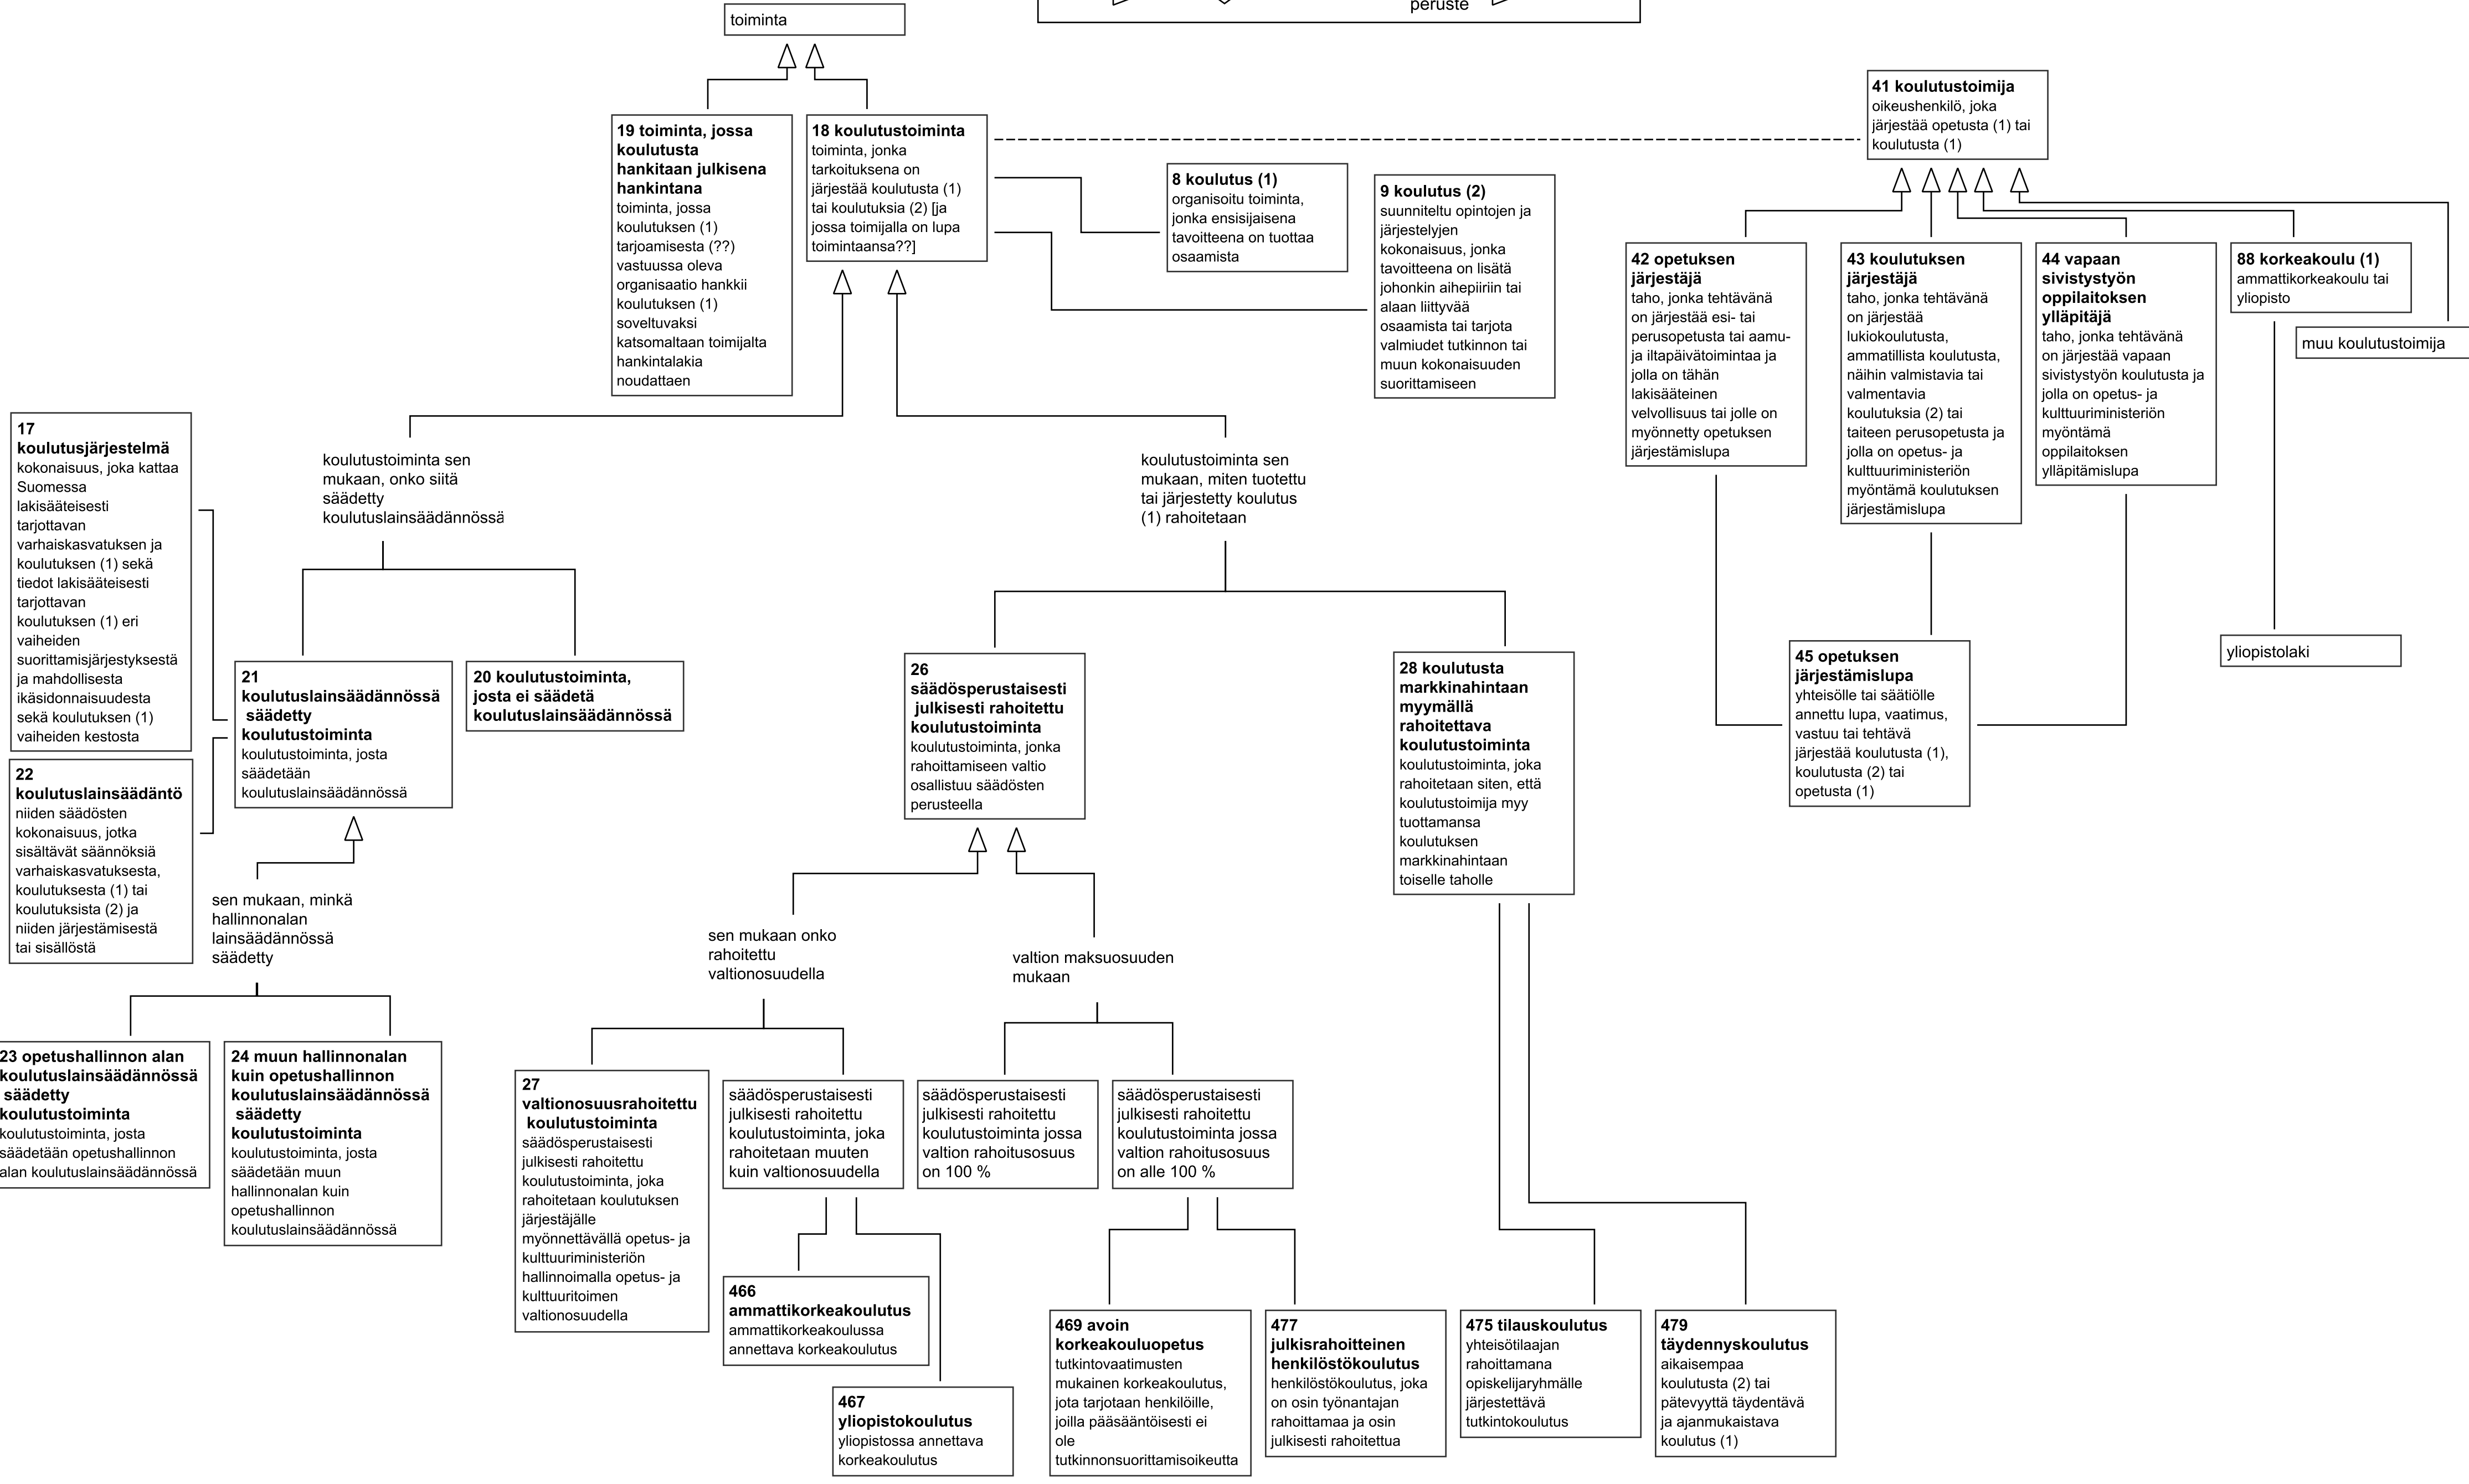 toiminta
peruste
41 koulutustoimija
oikeushenkilö, joka
järjestää opetusta (1) tai
koulutusta (1)
19 toiminta, jossa
koulutusta
hankitaan julkisena
hankintana
toiminta, jossa
koulutuksen (1)
tarjoamisesta (??)
vastuussa oleva
organisaatio hankkii
koulutuksen (1)
soveltuvaksi
katsomaltaan toimijalta
hankintalakia
noudattaen
18 koulutustoiminta
toiminta, jonka
tarkoituksena on
järjestää koulutusta (1)
tai koulutuksia (2) [ja
jossa toimijalla on lupa
toimintaansa??]
8 koulutus (1)
organisoitu toiminta,
jonka ensisijaisena
tavoitteena on tuottaa
osaamista
9 koulutus (2)
suunniteltu opintojen ja
järjestelyjen
kokonaisuus, jonka
tavoitteena on lisätä
johonkin aihepiiriin tai
alaan liittyvää
osaamista tai tarjota
valmiudet tutkinnon tai
muun kokonaisuuden
suorittamiseen
42 opetuksen
järjestäjä
taho, jonka tehtävänä
on järjestää esi- tai
perusopetusta tai aamu-
ja iltapäivätoimintaa ja
jolla on tähän
lakisääteinen
velvollisuus tai jolle on
myönnetty opetuksen
järjestämislupa
43 koulutuksen
järjestäjä
taho, jonka tehtävänä
on järjestää
lukiokoulutusta,
ammatillista koulutusta,
näihin valmistavia tai
valmentavia
koulutuksia (2) tai
taiteen perusopetusta ja
jolla on opetus- ja
kulttuuriministeriön
myöntämä koulutuksen
järjestämislupa
44 vapaan
sivistystyön
oppilaitoksen
ylläpitäjä
taho, jonka tehtävänä
on järjestää vapaan
sivistystyön koulutusta ja
jolla on opetus- ja
kulttuuriministeriön
myöntämä
oppilaitoksen
ylläpitämislupa
88 korkeakoulu (1)
ammattikorkeakoulu tai
yliopisto
muu koulutustoimija
17
koulutusjärjestelmä
kokonaisuus, joka kattaa
Suomessa
lakisääteisesti
tarjottavan
varhaiskasvatuksen ja
koulutuksen (1) sekä
tiedot lakisääteisesti
tarjottavan
koulutuksen (1) eri
vaiheiden
suorittamisjärjestyksestä
ja mahdollisesta
ikäsidonnaisuudesta
sekä koulutuksen (1)
vaiheiden kestosta
koulutustoiminta sen
mukaan, onko siitä
säädetty
koulutuslainsäädännössä
koulutustoiminta sen
mukaan, miten tuotettu
tai järjestetty koulutus
(1) rahoitetaan
21
koulutuslainsäädännössä
säädetty
koulutustoiminta
koulutustoiminta, josta
säädetään
koulutuslainsäädännössä
20 koulutustoiminta,
josta ei säädetä
koulutuslainsäädännössä
26
säädösperustaisesti
julkisesti rahoitettu
koulutustoiminta
koulutustoiminta, jonka
rahoittamiseen valtio
osallistuu säädösten
perusteella
28 koulutusta
markkinahintaan
myymällä
rahoitettava
koulutustoiminta
koulutustoiminta, joka
rahoitetaan siten, että
koulutustoimija myy
tuottamansa
koulutuksen
markkinahintaan
toiselle taholle
45 opetuksen
järjestämislupa
yhteisölle tai säätiölle
annettu lupa, vaatimus,
vastuu tai tehtävä
järjestää koulutusta (1),
koulutusta (2) tai
opetusta (1)
yliopistolaki
22
koulutuslainsäädäntö
niiden säädösten
kokonaisuus, jotka
sisältävät säännöksiä
varhaiskasvatuksesta,
koulutuksesta (1) tai
koulutuksista (2) ja
niiden järjestämisestä
tai sisällöstä
sen mukaan, minkä
hallinnonalan
lainsäädännössä
säädetty
sen mukaan onko
rahoitettu
valtionosuudella
valtion maksuosuuden
mukaan
23 opetushallinnon alan
koulutuslainsäädännössä
säädetty
koulutustoiminta
koulutustoiminta, josta
säädetään opetushallinnon
alan koulutuslainsäädännössä
24 muun hallinnonalan
kuin opetushallinnon
koulutuslainsäädännössä
säädetty
koulutustoiminta
koulutustoiminta, josta
säädetään muun
hallinnonalan kuin
opetushallinnon
koulutuslainsäädännössä
27
valtionosuusrahoitettu
koulutustoiminta
säädösperustaisesti
julkisesti rahoitettu
koulutustoiminta, joka
rahoitetaan koulutuksen
järjestäjälle
myönnettävällä opetus- ja
kulttuuriministeriön
hallinnoimalla opetus- ja
kulttuuritoimen
valtionosuudella
säädösperustaisesti
julkisesti rahoitettu
koulutustoiminta, joka
rahoitetaan muuten
kuin valtionosuudella
säädösperustaisesti
julkisesti rahoitettu
koulutustoiminta jossa
valtion rahoitusosuus
on 100 %
säädösperustaisesti
julkisesti rahoitettu
koulutustoiminta jossa
valtion rahoitusosuus
on alle 100 %
466
ammattikorkeakoulutus
ammattikorkeakoulussa
annettava korkeakoulutus
467
yliopistokoulutus
yliopistossa annettava
korkeakoulutus
469 avoin
korkeakouluopetus
tutkintovaatimusten
mukainen korkeakoulutus,
jota tarjotaan henkilöille,
joilla pääsääntöisesti ei
ole
tutkinnonsuorittamisoikeutta
477
julkisrahoitteinen
henkilöstökoulutus
henkilöstökoulutus, joka
on osin työnantajan
rahoittamaa ja osin
julkisesti rahoitettua
475 tilauskoulutus
yhteisötilaajan
rahoittamana
opiskelijaryhmälle
järjestettävä
tutkintokoulutus
479
täydennyskoulutus
aikaisempaa
koulutusta (2) tai
pätevyyttä täydentävä
ja ajanmukaistava
koulutus (1)